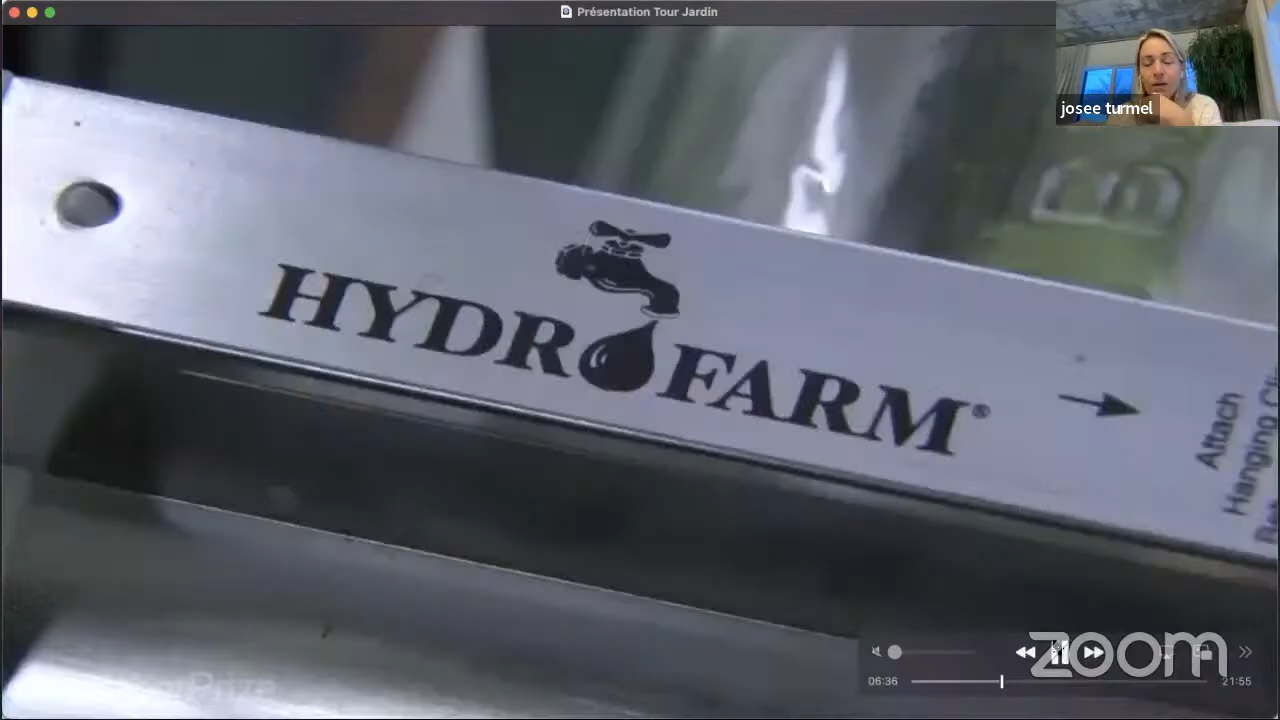 Présentation Tour Jardin
josee turmel
HYDROFARM®
Attach
Hanging
zoom
06:36
21:55